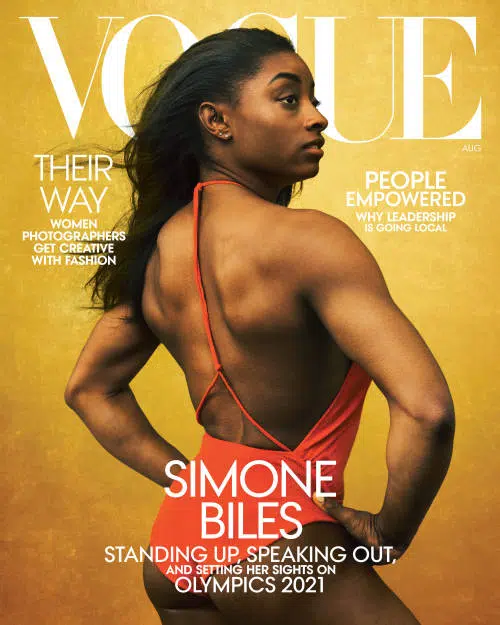 VOGUE
AUG
THEIR
WAY
WOMEN
PHOTOGRAPHERS
GET CREATIVE
WITH FASHION
PEOPLE
EMPOWERED
WHY LEADERSHIP
IS GOING LOCAL
SIMONE
BILES
STANDING UP, SPEAKING OUT,
AND SETTING HER SIGHTS ON
OLYMPICS 2021